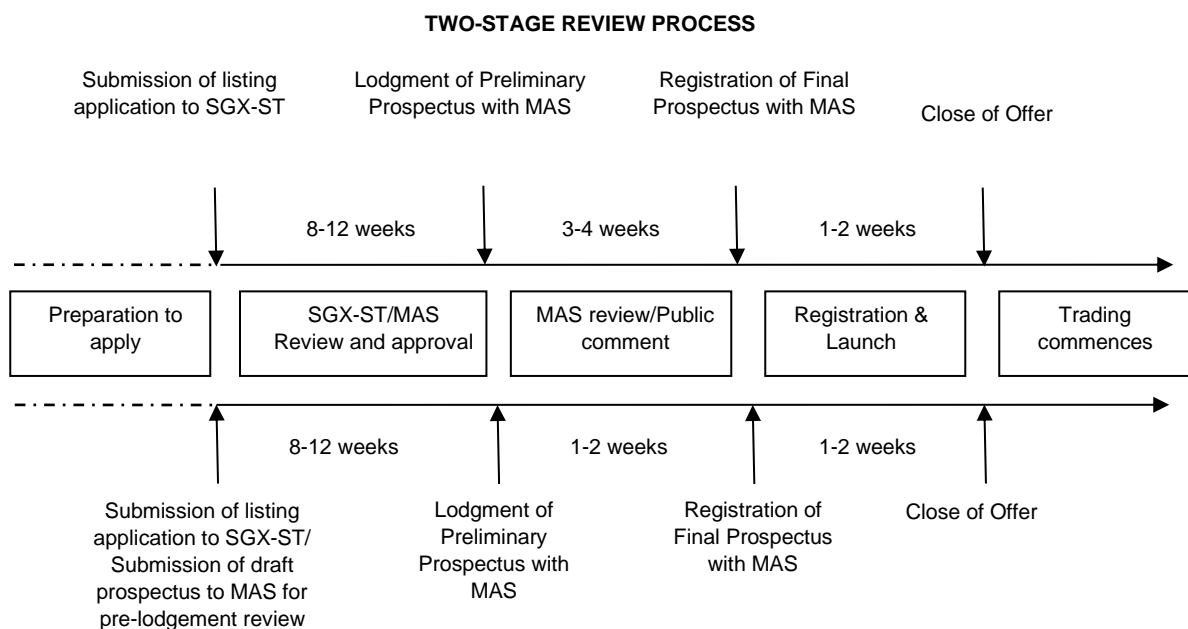 TWO-STAGE REVIEW PROCESS
Submission of listing
application to SGX-ST
Lodgment of Preliminary
Prospectus with MAS
Registration of Final
Prospectus with MAS
Close of Offer
8-12 weeks
3-4 weeks
1-2 weeks
Preparation to
apply
SGX-ST/MAS
Review and approval
MAS review/Public
comment
Registration &
Launch
Trading
commences
8-12 weeks
1-2 weeks
1-2 weeks
Submission of listing
application to SGX-ST/
Submission of draft
prospectus to MAS for
pre-lodgement review
Lodgment of
Preliminary
Prospectus with
MAS
Registration of
Final Prospectus
with MAS
Close of Offer